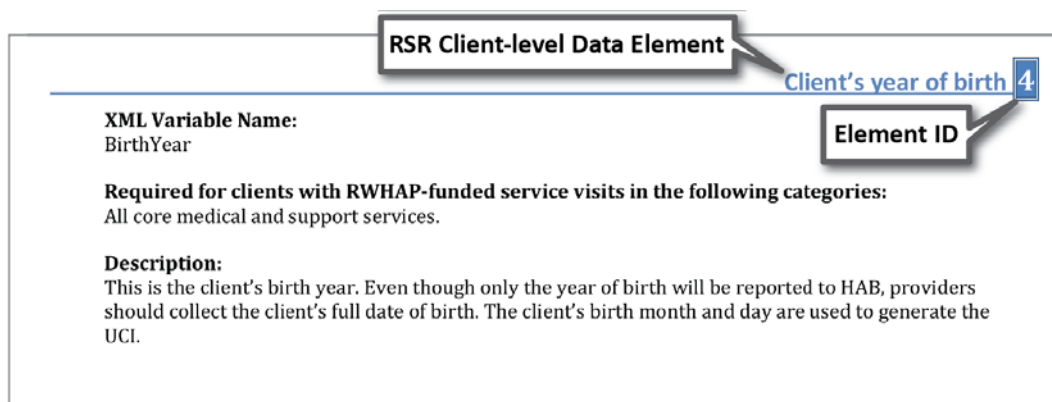 RSR Client-level Data Element
Client's year of birth 4
Element ID
XML Variable Name:
BirthYear
Required for clients with RWHAP-funded service visits in the following categories:
All core medical and support services.
Description:
This is the client's birth year. Even though only the year of birth will be reported to HAB, providers
should collect the client's full date of birth. The client's birth month and day are used to generate the
UCI.